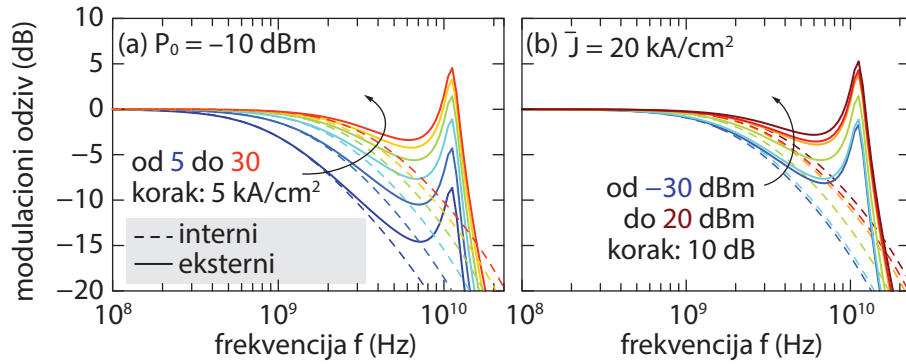 modulacioni odziv (dB)
10
5
0
−5
−10
−15
−20
(a) P₀ = −10 dBm
od 5 do 30
korak: 5 kA/cm²
interni
eksterni
10⁸
10⁹
10¹⁰
frekvencija f (Hz)
(b) J̄ = 20 kA/cm²
od −30 dBm
do 20 dBm
korak: 10 dB
10⁸
10⁹
10¹⁰
frekvencija f (Hz)